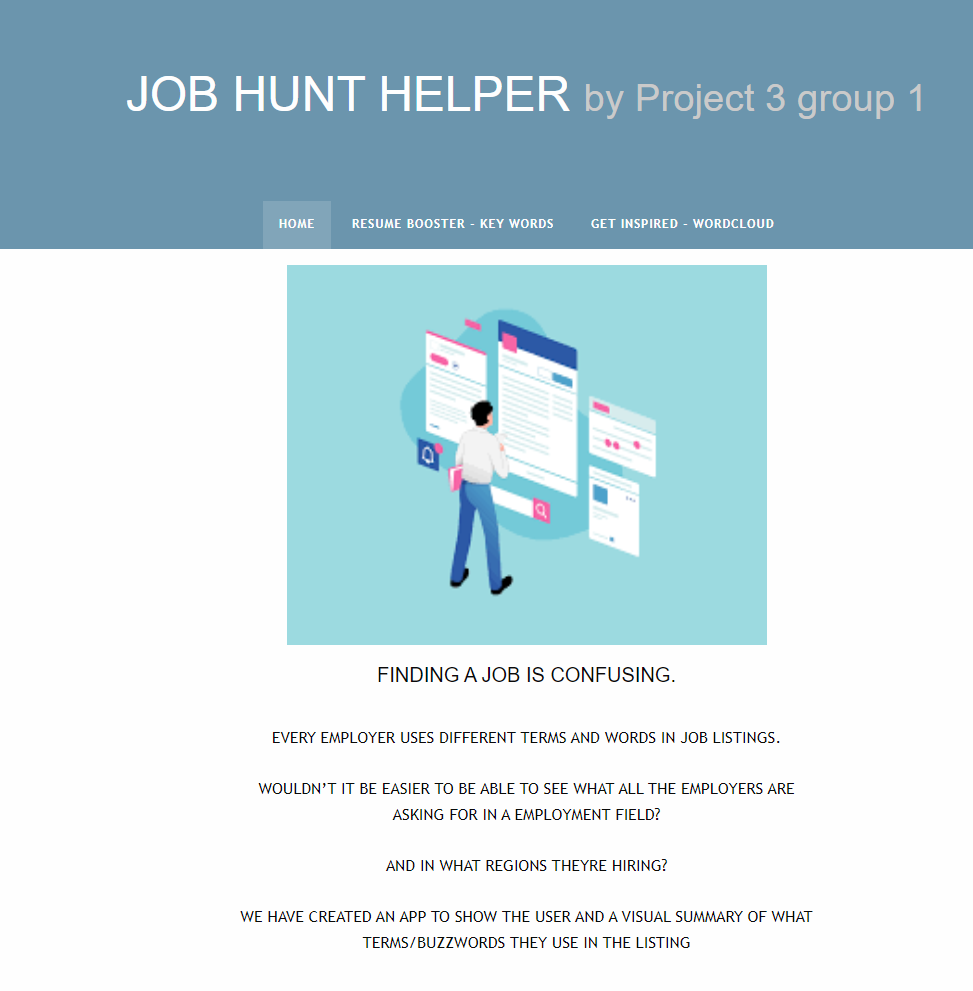 JOB HUNT HELPER by Project 3 group 1
HOME RESUME BOOSTER - KEY WORDS GET INSPIRED - WORDCLOUD
FINDING A JOB IS CONFUSING.
EVERY EMPLOYER USES DIFFERENT TERMS AND WORDS IN JOB LISTINGS.
WOULDN'T IT BE EASIER TO BE ABLE TO SEE WHAT ALL THE EMPLOYERS ARE
ASKING FOR IN A EMPLOYMENT FIELD?
AND IN WHAT REGIONS THEYRE HIRING?
WE HAVE CREATED AN APP TO SHOW THE USER AND A VISUAL SUMMARY OF WHAT
TERMS/BUZZWORDS THEY USE IN THE LISTING